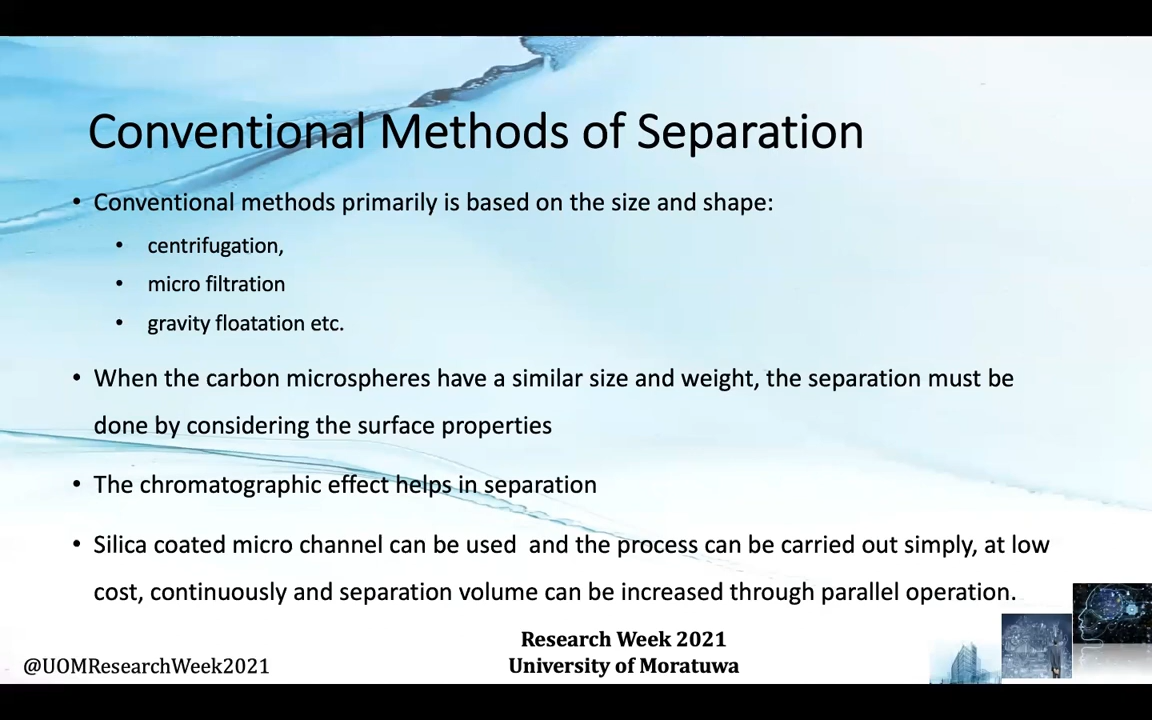 Conventional Methods of Separation
• Conventional methods primarily is based on the size and shape:
• centrifugation,
• micro filtration
• gravity floatation etc.
• When the carbon microspheres have a similar size and weight, the separation must be
done by considering the surface properties
• The chromatographic effect helps in separation
• Silica coated micro channel can be used  and the process can be carried out simply, at low
cost, continuously and separation volume can be increased through parallel operation.
Research Week 2021
@UOMResearchWeek2021
University of Moratuwa